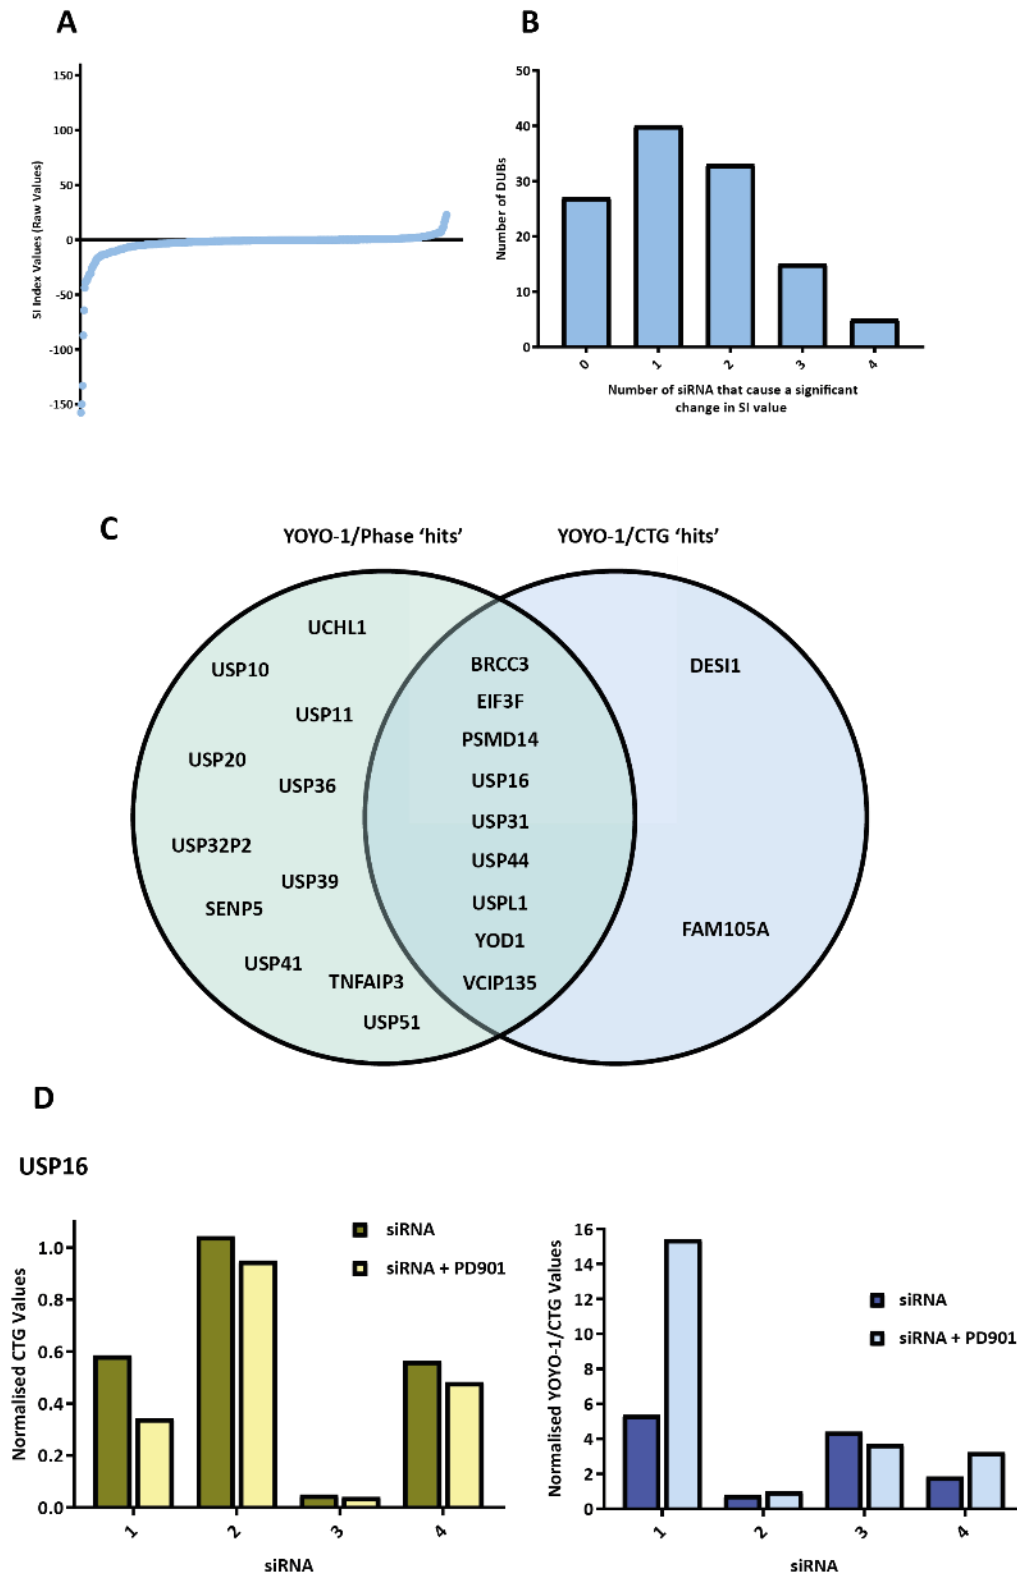 A
150
100
50
0
-50
-100
-150
SI Index Values (Raw Values)
B
50
40
30
20
10
0
Number of DUBs
0 1 2 3 4
Number of siRNA that cause a significant
change in SI value
C
YOYO-1/Phase ‘hits’ YOYO-1/CTG ‘hits’
UCHL1
USP10
USP11
USP20
USP36
USP32P2
USP39
SENP5
USP41
TNFAIP3
USP51
BRCC3
EIF3F
PSMD14
USP16
USP31
USP44
USPL1
YOD1
VCIP135
DESI1
FAM105A
D
USP16
1.0
0.8
0.6
0.4
0.2
0.0
Normalised CTG Values
siRNA
siRNA + PD901
1 2 3 4
siRNA
16
14
12
10
8
6
4
2
0
Normalised YOYO-1/CTG Values
siRNA
siRNA + PD901
1 2 3 4
siRNA